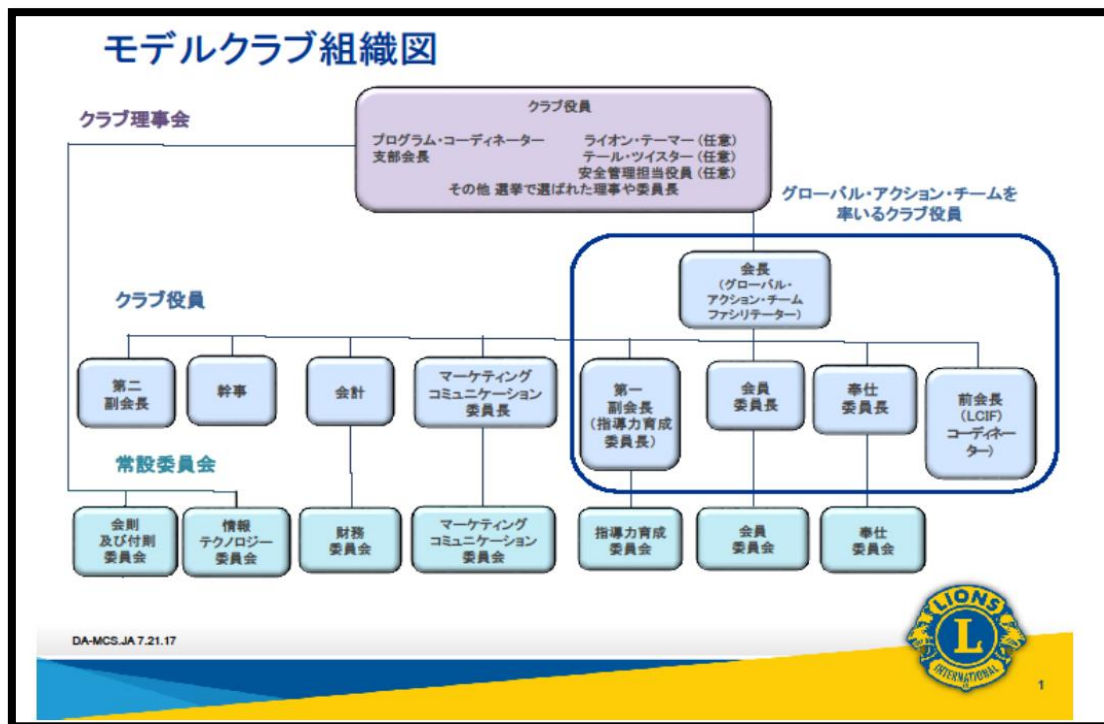 モデルクラブ組織図
クラブ理事会
クラブ役員
プログラム・コーディネーター
支部会長
ライオン・テーマー (任意)
テール・ツイスター (任意)
安全管理担当役員 (任意)
その他 選挙で選ばれた理事や委員長
グローバル・アクション・チームを
率いるクラブ役員
会長
(グローバル・
アクション・チーム
ファシリテーター)
クラブ役員
第二
副会長
幹事
会計
マーケティング
コミュニケーション
委員長
第一
副会長
(指導力育成
委員長)
会員
委員長
奉仕
委員長
前会長
(LCIF)
コーディネー
ター)
常設委員会
会則
及び付則
委員会
情報
テクノロジー
委員会
財務
委員会
マーケティング
コミュニケーション
委員会
指導力育成
委員会
会員
委員会
奉仕
委員会
DA-MCS.JA 7.21.17
LIONS
L
INTERNATIONAL
1